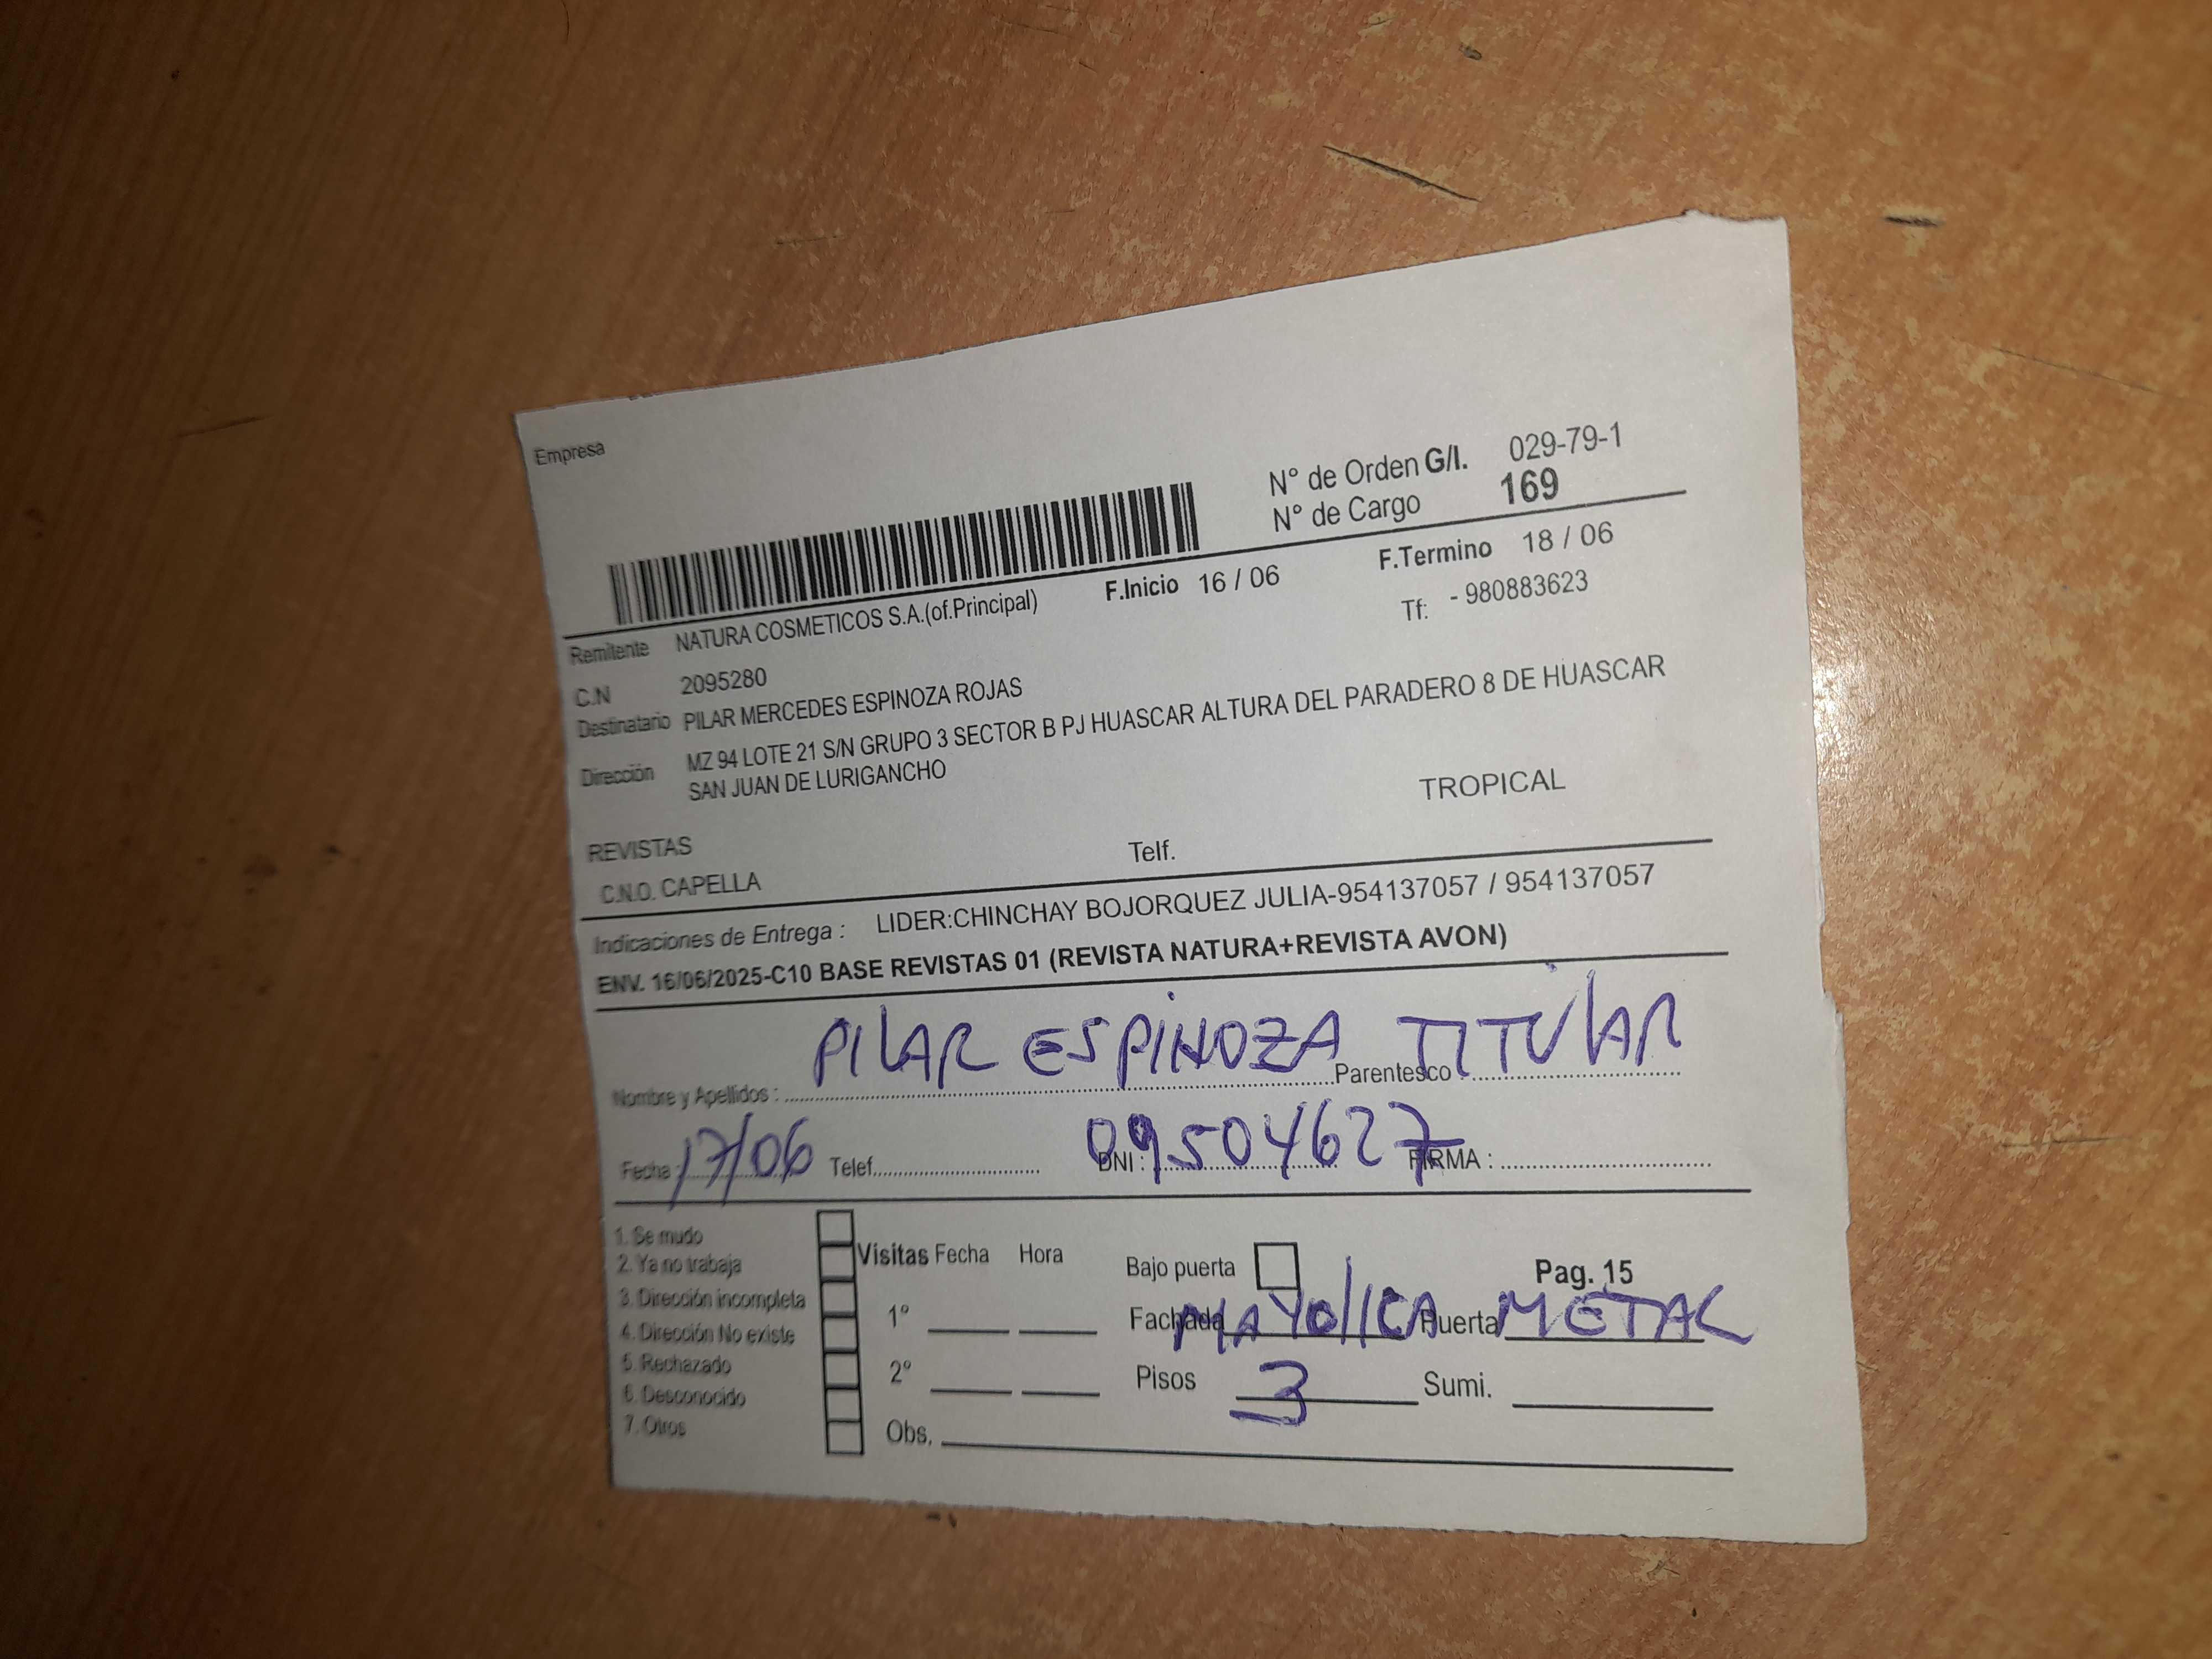 Empresa
N° de Orden G/I. 029-79-1
N° de Cargo 169
F.Inicio 16 / 06 F.Termino 18 / 06
Remitente NATURA COSMETICOS S.A.(of.Principal) Tf: - 980883623
C.N 2095280
Destinatario PILAR MERCEDES ESPINOZA ROJAS
Dirección MZ 94 LOTE 21 S/N GRUPO 3 SECTOR B PJ HUASCAR ALTURA DEL PARADERO 8 DE HUASCAR
SAN JUAN DE LURIGANCHO
TROPICAL
REVISTAS
C.N.O. CAPELLA Telf.
Indicaciones de Entrega : LIDER:CHINCHAY BOJORQUEZ JULIA-954137057 / 954137057
ENV. 16/06/2025-C10 BASE REVISTAS 01 (REVISTA NATURA+REVISTA AVON)
Nombre y Apellidos : PILAR ESPINOZA Parentesco : TITULAR
Fecha : 17/06 Telef. DNI : 09504627 FIRMA :
1. Se mudo
2. Ya no trabaja
3. Dirección incompleta
4. Dirección No existe
5. Rechazado
6. Desconocido
7. Otros
Visitas Fecha Hora
1°
2°
Obs.
Bajo puerta Pag. 15
Fachada MAYOLICA Puerta METAL
Pisos 3 Sumi.